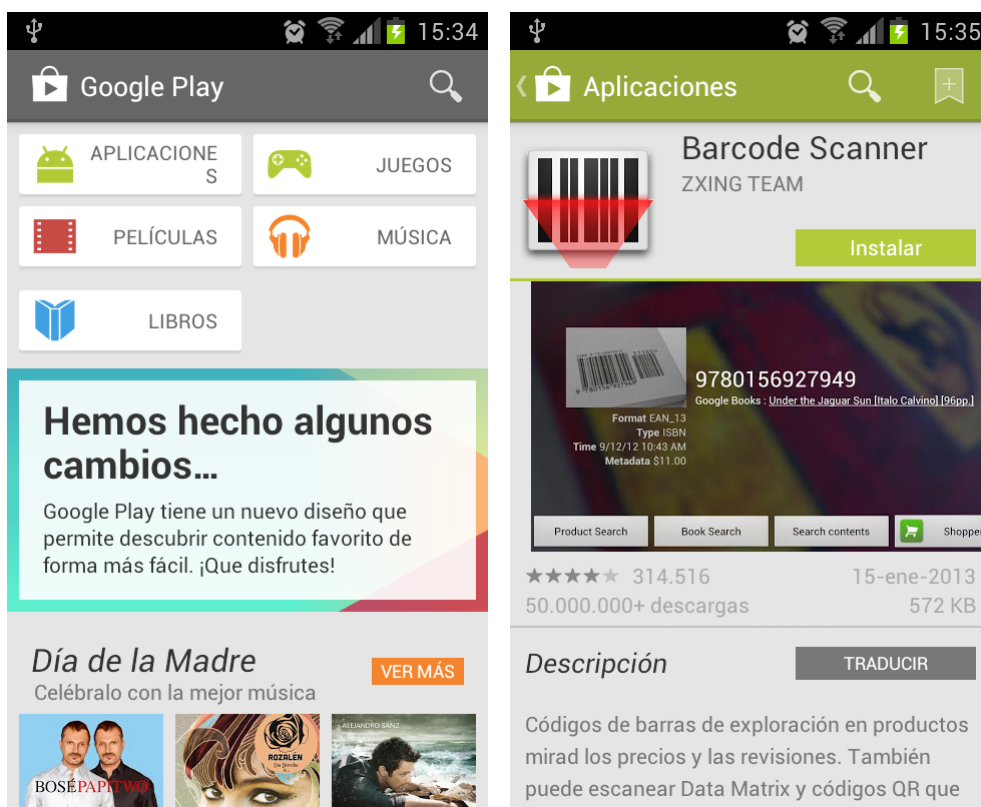 15:34
Google Play
APLICACIONE
S
JUEGOS
PELÍCULAS
MÚSICA
LIBROS
Hemos hecho algunos
cambios...
Google Play tiene un nuevo diseño que
permite descubrir contenido favorito de
forma más fácil. ¡Que disfrutes!
Día de la Madre
VER MÁS
Celébralo con la mejor música
BOSÉ PAPITWO
ROZALÉN
ALEJANDRO SANZ
15:35
Aplicaciones
Barcode Scanner
ZXING TEAM
Instalar
9780156927949
Google Books : Under the Jaguar Sun [Italo Calvino] [96pp.]
Format EAN_13
Type ISBN
Time 9/12/12 10:43 AM
Metadata $11.00
Product Search
Book Search
Search contents
Shoppe
314.516
15-ene-2013
50.000.000+ descargas
572 KB
Descripción
TRADUCIR
Códigos de barras de exploración en productos
mirad los precios y las revisiones. También
puede escanear Data Matrix y códigos QR que